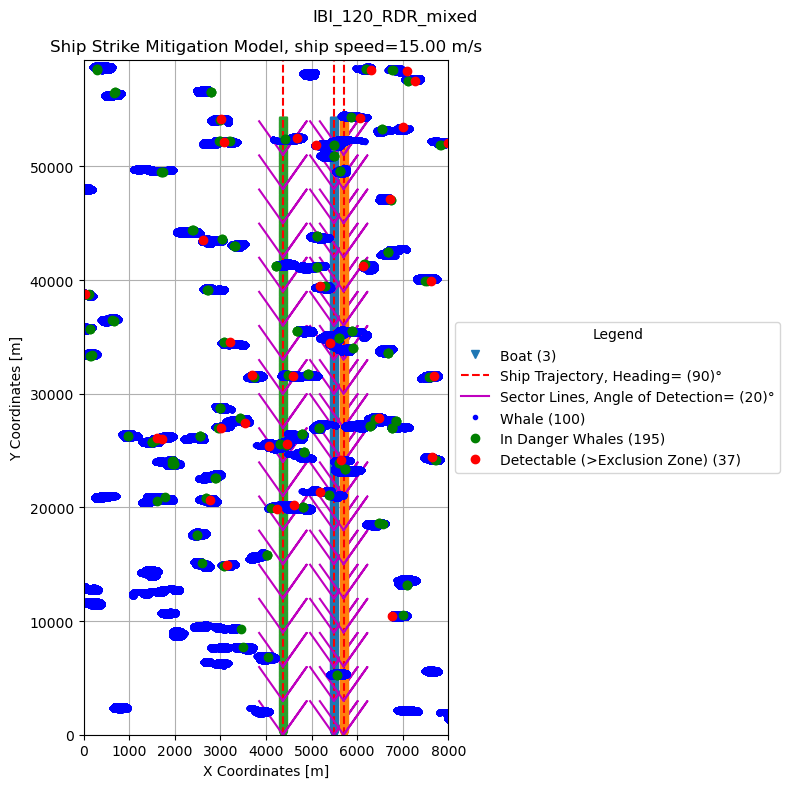 IBI_120_RDR_mixed
Ship Strike Mitigation Model, ship speed=15.00 m/s
Y Coordinates [m]
50000
40000
30000
20000
10000
0
0 1000 2000 3000 4000 5000 6000 7000 8000
X Coordinates [m]
Legend
Boat (3)
Ship Trajectory, Heading= (90)°
Sector Lines, Angle of Detection= (20)°
Whale (100)
In Danger Whales (195)
Detectable (>Exclusion Zone) (37)